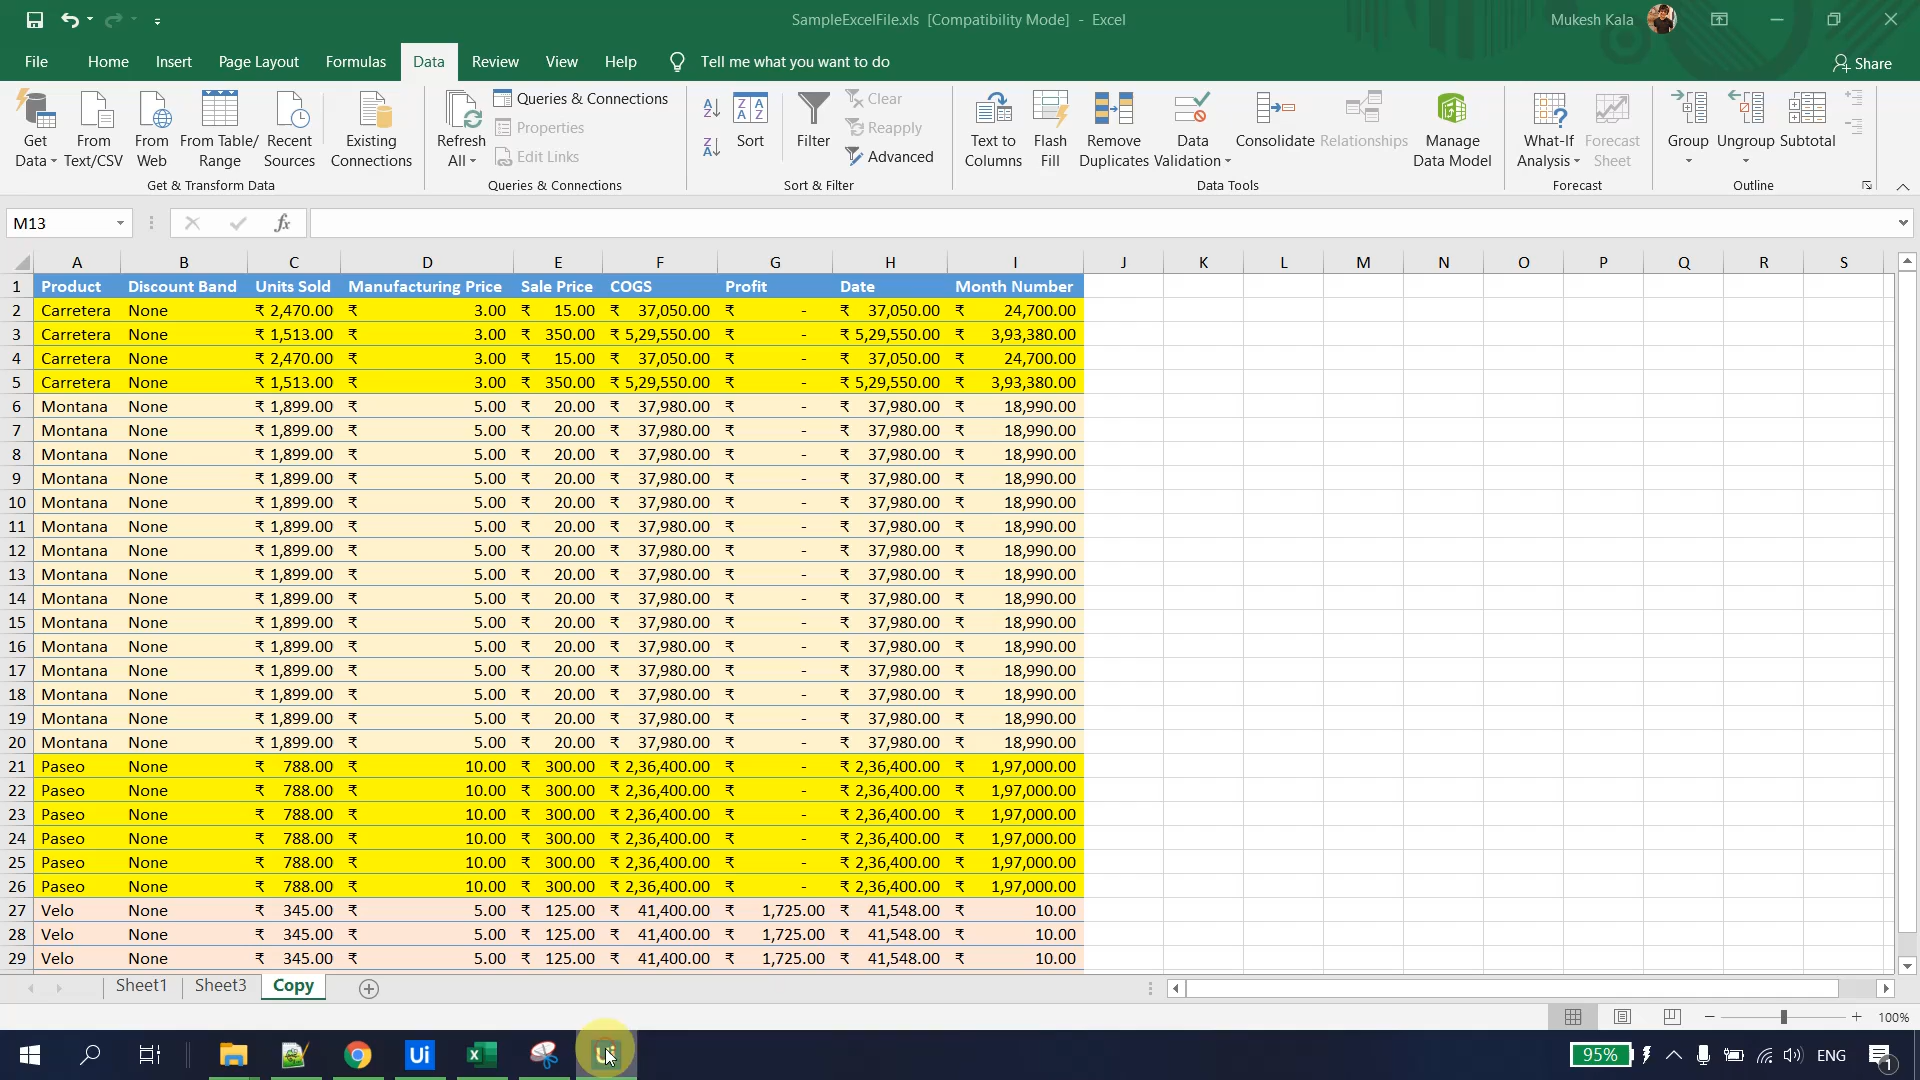 SampleExcelFile.xls [Compatibility Mode] - Excel
Mukesh Kala
File Home Insert Page Layout Formulas Data Review View Help Tell me what you want to do
Share
Get Data
From Text/CSV
From Web
From Table/ Range
Recent Sources
Existing Connections
Get & Transform Data
Refresh All
Queries & Connections
Properties
Edit Links
Queries & Connections
Sort
Filter
Clear
Reapply
Advanced
Sort & Filter
Text to Columns
Flash Fill
Remove Duplicates
Data Validation
Consolidate
Relationships
Manage Data Model
Data Tools
What-If Analysis
Forecast Sheet
Forecast
Group
Ungroup
Subtotal
Outline
M13
fx
A B C D E F G H I J K L M N O P Q R S
1 Product Discount Band Units Sold Manufacturing Price Sale Price COGS Profit Date Month Number
2 Carretera None ₹ 2,470.00 ₹ 3.00 ₹ 15.00 ₹ 37,050.00 ₹ - ₹ 37,050.00 ₹ 24,700.00
3 Carretera None ₹ 1,513.00 ₹ 3.00 ₹ 350.00 ₹ 5,29,550.00 ₹ - ₹ 5,29,550.00 ₹ 3,93,380.00
4 Carretera None ₹ 2,470.00 ₹ 3.00 ₹ 15.00 ₹ 37,050.00 ₹ - ₹ 37,050.00 ₹ 24,700.00
5 Carretera None ₹ 1,513.00 ₹ 3.00 ₹ 350.00 ₹ 5,29,550.00 ₹ - ₹ 5,29,550.00 ₹ 3,93,380.00
6 Montana None ₹ 1,899.00 ₹ 5.00 ₹ 20.00 ₹ 37,980.00 ₹ - ₹ 37,980.00 ₹ 18,990.00
7 Montana None ₹ 1,899.00 ₹ 5.00 ₹ 20.00 ₹ 37,980.00 ₹ - ₹ 37,980.00 ₹ 18,990.00
8 Montana None ₹ 1,899.00 ₹ 5.00 ₹ 20.00 ₹ 37,980.00 ₹ - ₹ 37,980.00 ₹ 18,990.00
9 Montana None ₹ 1,899.00 ₹ 5.00 ₹ 20.00 ₹ 37,980.00 ₹ - ₹ 37,980.00 ₹ 18,990.00
10 Montana None ₹ 1,899.00 ₹ 5.00 ₹ 20.00 ₹ 37,980.00 ₹ - ₹ 37,980.00 ₹ 18,990.00
11 Montana None ₹ 1,899.00 ₹ 5.00 ₹ 20.00 ₹ 37,980.00 ₹ - ₹ 37,980.00 ₹ 18,990.00
12 Montana None ₹ 1,899.00 ₹ 5.00 ₹ 20.00 ₹ 37,980.00 ₹ - ₹ 37,980.00 ₹ 18,990.00
13 Montana None ₹ 1,899.00 ₹ 5.00 ₹ 20.00 ₹ 37,980.00 ₹ - ₹ 37,980.00 ₹ 18,990.00
14 Montana None ₹ 1,899.00 ₹ 5.00 ₹ 20.00 ₹ 37,980.00 ₹ - ₹ 37,980.00 ₹ 18,990.00
15 Montana None ₹ 1,899.00 ₹ 5.00 ₹ 20.00 ₹ 37,980.00 ₹ - ₹ 37,980.00 ₹ 18,990.00
16 Montana None ₹ 1,899.00 ₹ 5.00 ₹ 20.00 ₹ 37,980.00 ₹ - ₹ 37,980.00 ₹ 18,990.00
17 Montana None ₹ 1,899.00 ₹ 5.00 ₹ 20.00 ₹ 37,980.00 ₹ - ₹ 37,980.00 ₹ 18,990.00
18 Montana None ₹ 1,899.00 ₹ 5.00 ₹ 20.00 ₹ 37,980.00 ₹ - ₹ 37,980.00 ₹ 18,990.00
19 Montana None ₹ 1,899.00 ₹ 5.00 ₹ 20.00 ₹ 37,980.00 ₹ - ₹ 37,980.00 ₹ 18,990.00
20 Montana None ₹ 1,899.00 ₹ 5.00 ₹ 20.00 ₹ 37,980.00 ₹ - ₹ 37,980.00 ₹ 18,990.00
21 Paseo None ₹ 788.00 ₹ 10.00 ₹ 300.00 ₹ 2,36,400.00 ₹ - ₹ 2,36,400.00 ₹ 1,97,000.00
22 Paseo None ₹ 788.00 ₹ 10.00 ₹ 300.00 ₹ 2,36,400.00 ₹ - ₹ 2,36,400.00 ₹ 1,97,000.00
23 Paseo None ₹ 788.00 ₹ 10.00 ₹ 300.00 ₹ 2,36,400.00 ₹ - ₹ 2,36,400.00 ₹ 1,97,000.00
24 Paseo None ₹ 788.00 ₹ 10.00 ₹ 300.00 ₹ 2,36,400.00 ₹ - ₹ 2,36,400.00 ₹ 1,97,000.00
25 Paseo None ₹ 788.00 ₹ 10.00 ₹ 300.00 ₹ 2,36,400.00 ₹ - ₹ 2,36,400.00 ₹ 1,97,000.00
26 Paseo None ₹ 788.00 ₹ 10.00 ₹ 300.00 ₹ 2,36,400.00 ₹ - ₹ 2,36,400.00 ₹ 1,97,000.00
27 Velo None ₹ 345.00 ₹ 5.00 ₹ 125.00 ₹ 41,400.00 ₹ 1,725.00 ₹ 41,548.00 ₹ 10.00
28 Velo None ₹ 345.00 ₹ 5.00 ₹ 125.00 ₹ 41,400.00 ₹ 1,725.00 ₹ 41,548.00 ₹ 10.00
29 Velo None ₹ 345.00 ₹ 5.00 ₹ 125.00 ₹ 41,400.00 ₹ 1,725.00 ₹ 41,548.00 ₹ 10.00
Sheet1 Sheet3 Copy
100%
Ui
95%
ENG
1